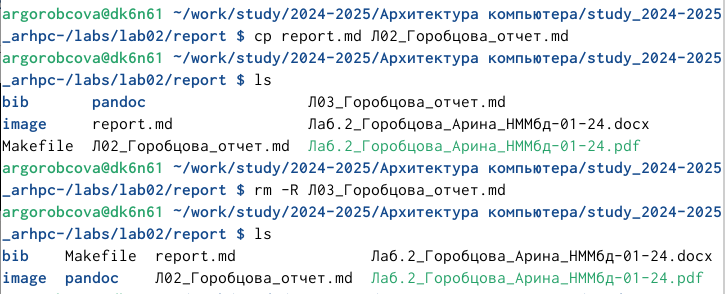 argorobcova@dk6n61 ~/work/study/2024-2025/Архитектура компьютера/study_2024-2025
_arhpc-/labs/lab02/report $ cp report.md Л02_Горобцова_отчет.md
argorobcova@dk6n61 ~/work/study/2024-2025/Архитектура компьютера/study_2024-2025
_arhpc-/labs/lab02/report $ ls
bib pandoc Л03_Горобцова_отчет.md
image report.md Лаб.2_Горобцова_Арина_НММбд-01-24.docx
Makefile Л02_Горобцова_отчет.md Лаб.2_Горобцова_Арина_НММбд-01-24.pdf
argorobcova@dk6n61 ~/work/study/2024-2025/Архитектура компьютера/study_2024-2025
_arhpc-/labs/lab02/report $ rm -R Л03_Горобцова_отчет.md
argorobcova@dk6n61 ~/work/study/2024-2025/Архитектура компьютера/study_2024-2025
_arhpc-/labs/lab02/report $ ls
bib Makefile report.md Лаб.2_Горобцова_Арина_НММбд-01-24.docx
image pandoc Л02_Горобцова_отчет.md Лаб.2_Горобцова_Арина_НММбд-01-24.pdf